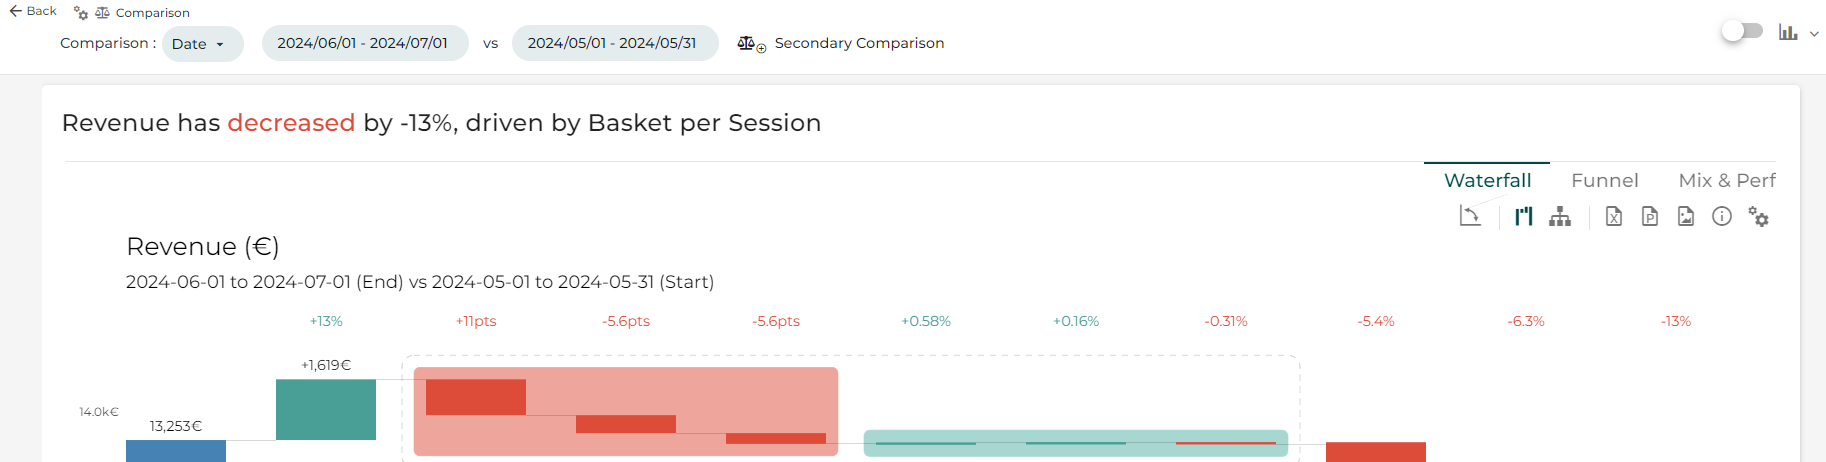 Back Comparison
Comparison : Date 2024/06/01 - 2024/07/01 vs 2024/05/01 - 2024/05/31 Secondary Comparison
Revenue has decreased by -13%, driven by Basket per Session
Waterfall Funnel Mix & Perf
X P
Revenue (€)
2024-06-01 to 2024-07-01 (End) vs 2024-05-01 to 2024-05-31 (Start)
+13% +11pts -5.6pts -5.6pts +0.58% +0.16% -0.31% -5.4% -6.3% -13%
+1,619€
14.0k€
13,253€